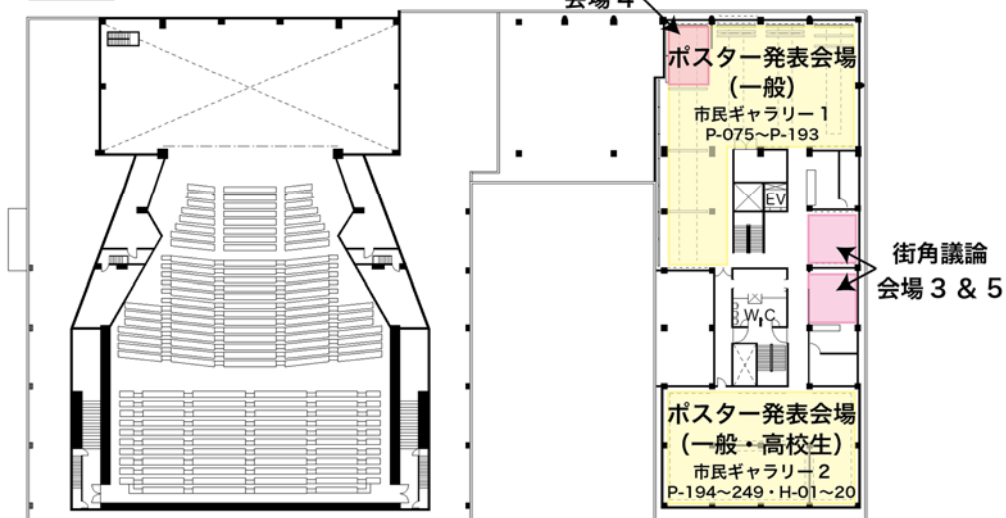 会場4
ポスター発表会場
(一般)
市民ギャラリー1
P-075~P-193
EV
街角議論
会場3&5
W.C
ポスター発表会場
(一般・高校生)
市民ギャラリー2
P-194~249・H-01~20